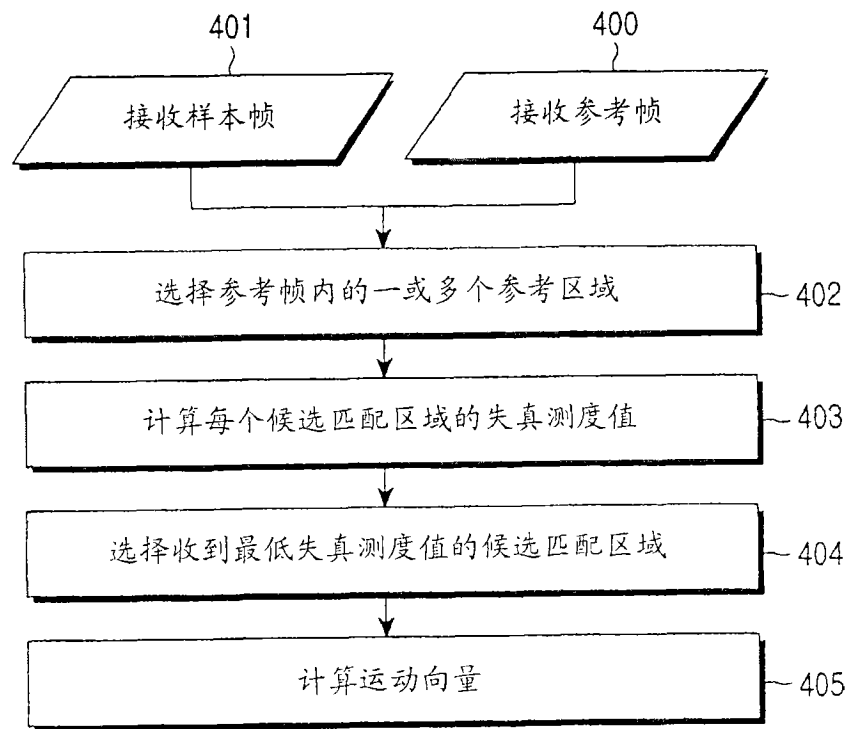 401
400
接收样本帧
接收参考帧
选择参考帧内的一或多个参考区域
402
计算每个候选匹配区域的失真测度值
403
选择收到最低失真测度值的候选匹配区域
404
计算运动向量
405